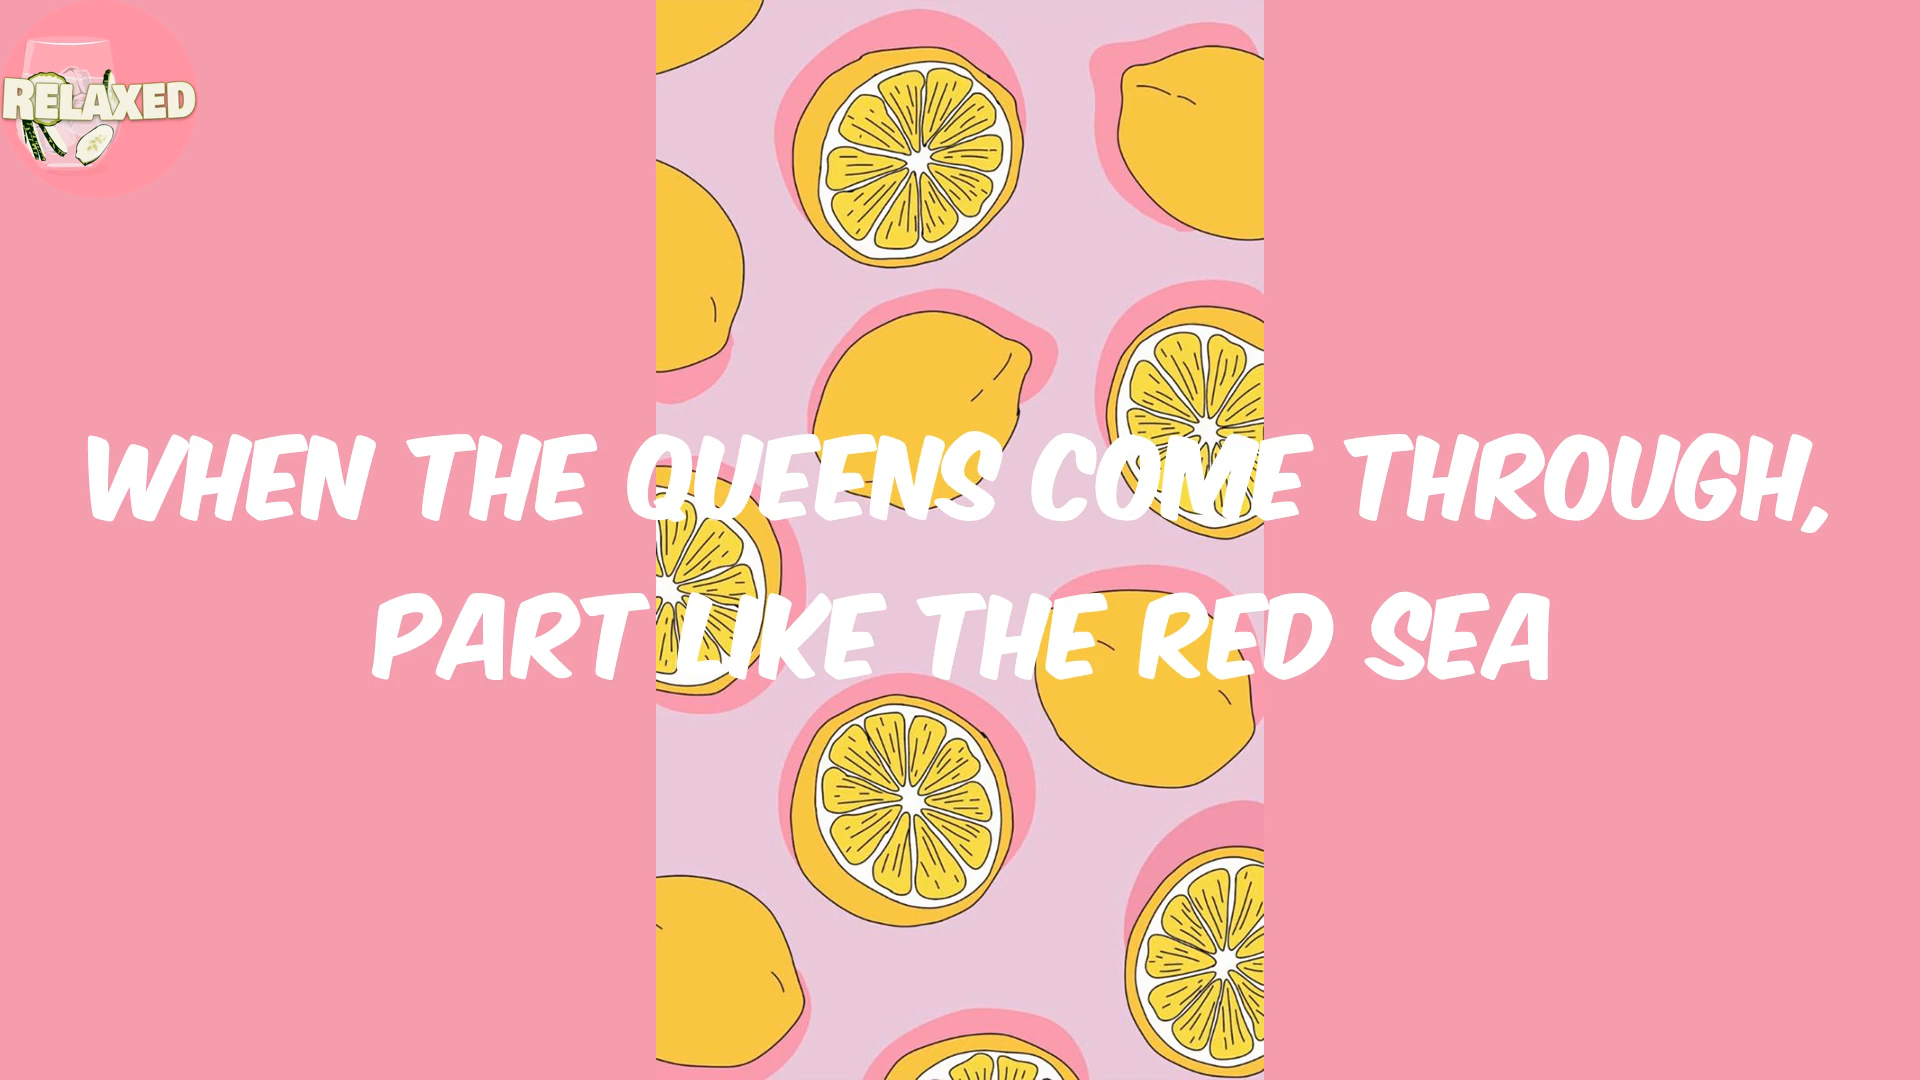 RELAXED
WHEN THE QUEENS COME THROUGH,
PART LIKE THE RED SEA